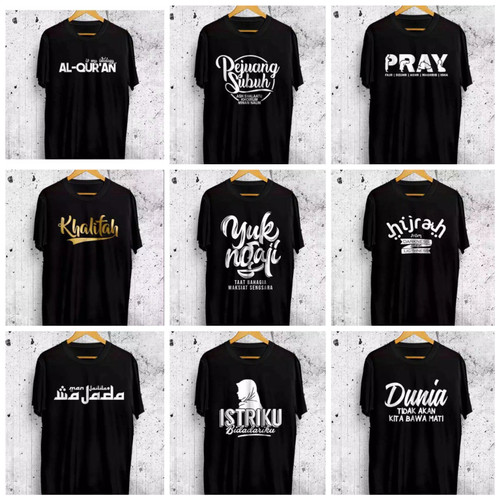 AL-QUR'AN
Pejuang
Subuh
PRAY
Khalifah
Yuk
ngaji
TAAT BAHAGIA
MAKSIAT SENGSARA
hijrah
man jadda
wajada
ISTRIKU
Bidadariku
Dunia
TIDAK AKAN
KITA BAWA MATI